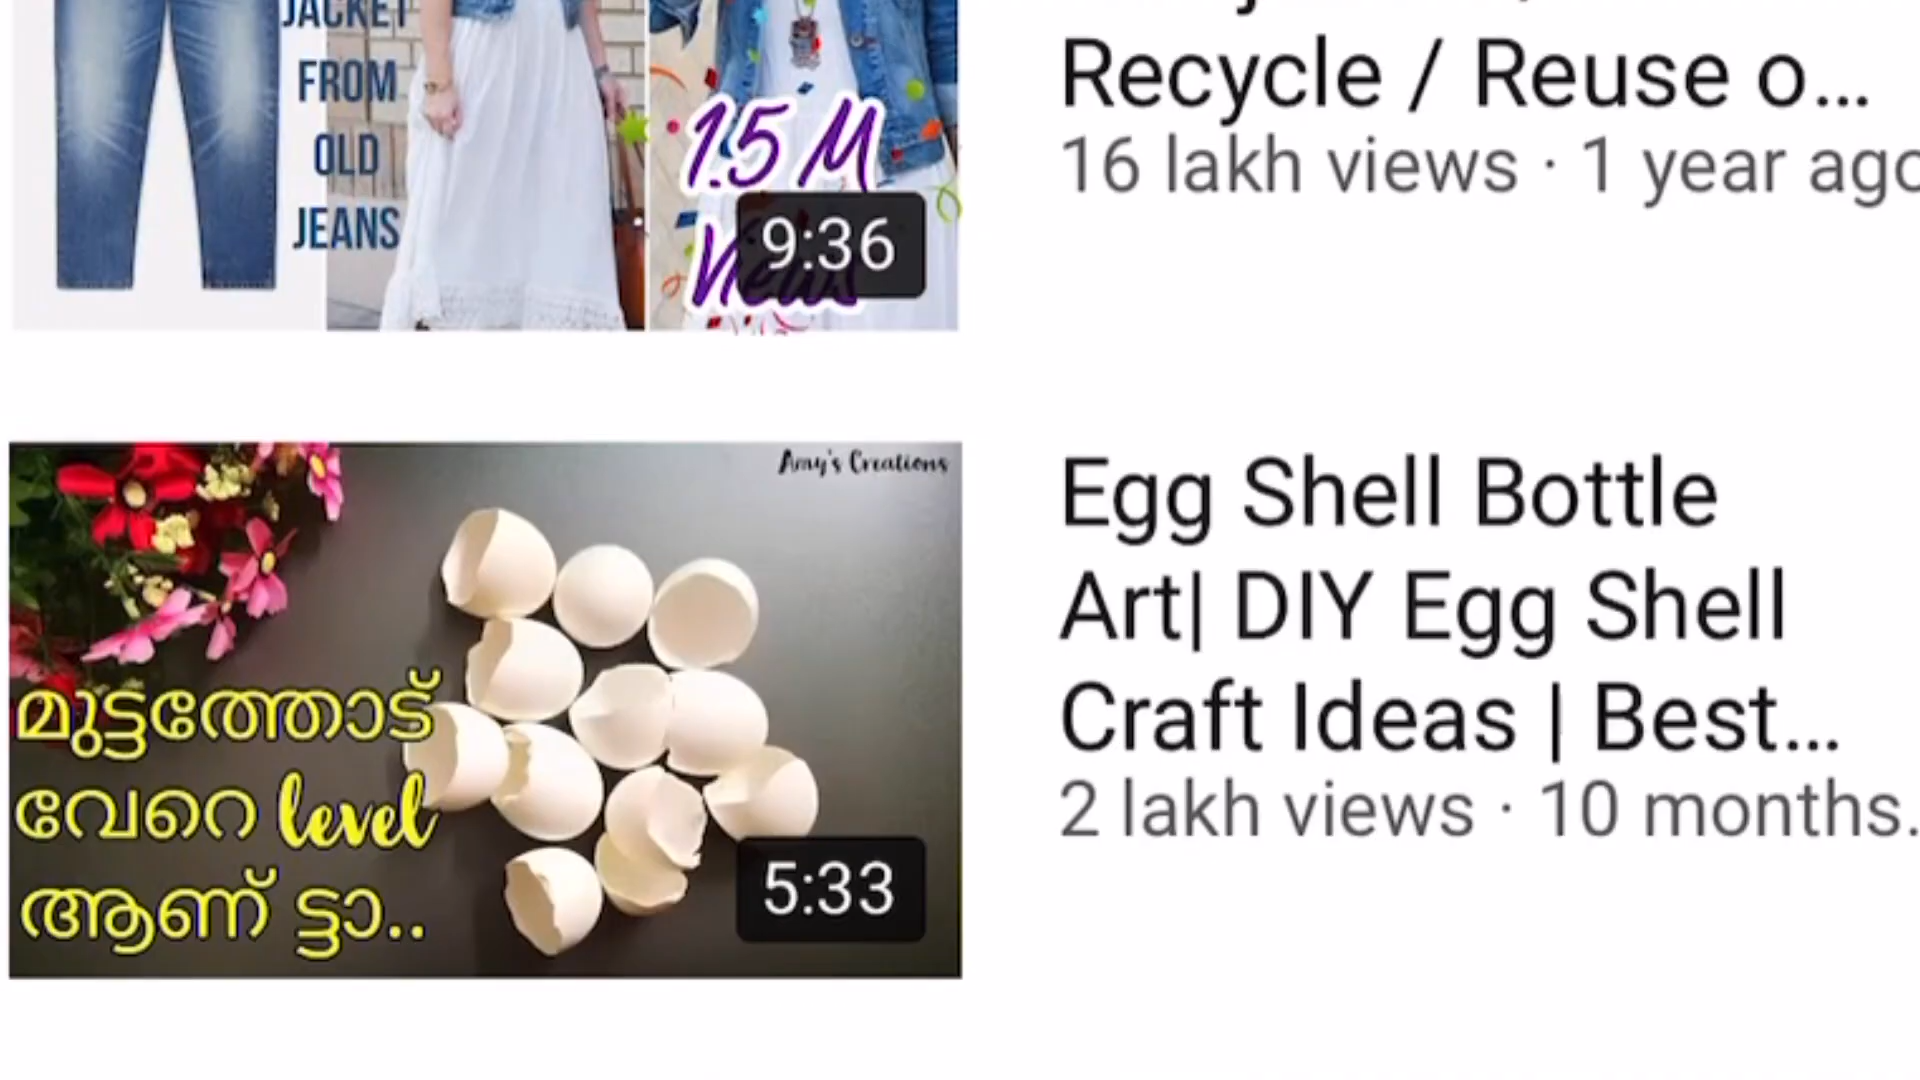 JACKET
FROM
OLD
JEANS
1.5 M
Views
9:36
Recycle / Reuse o...
16 lakh views · 1 year ago
Amy's Creations
മുട്ടത്തോട്
വേറെ level
ആണ് ട്ടാ..
5:33
Egg Shell Bottle
Art| DIY Egg Shell
Craft Ideas | Best...
2 lakh views · 10 months.